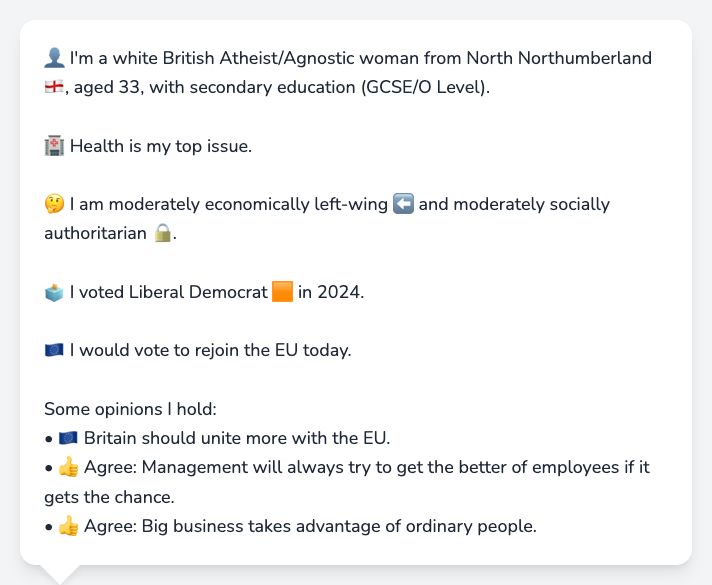 👤 I'm a white British Atheist/Agnostic woman from North Northumberland
🏴󠁧󠁢󠁥󠁮󠁧󠁿, aged 33, with secondary education (GCSE/O Level).
🏥 Health is my top issue.
🤔 I am moderately economically left-wing ⬅️ and moderately socially
authoritarian 🔒.
🗳️ I voted Liberal Democrat 🟧 in 2024.
🇪🇺 I would vote to rejoin the EU today.
Some opinions I hold:
• 🇪🇺 Britain should unite more with the EU.
• 👍 Agree: Management will always try to get the better of employees if it
gets the chance.
• 👍 Agree: Big business takes advantage of ordinary people.